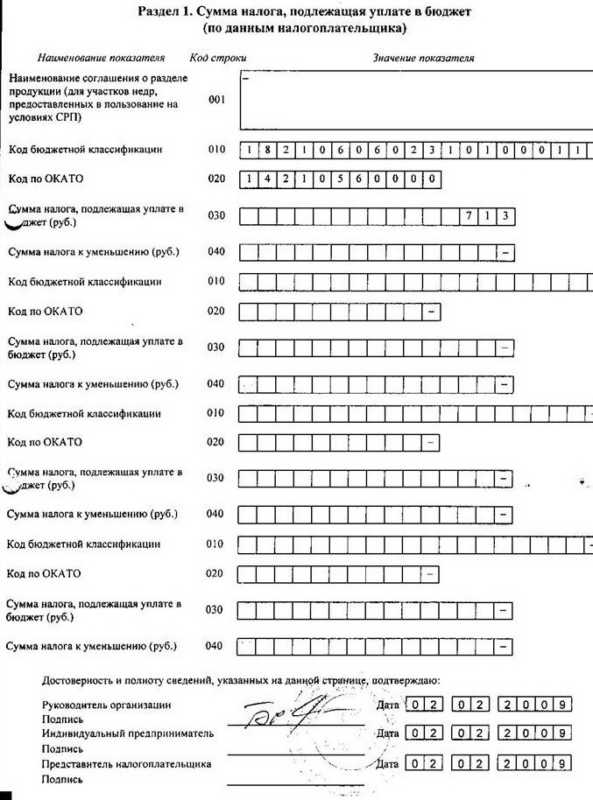 Раздел 1. Сумма налога, подлежащая уплате в бюджет
(по данным налогоплательщика)
Наименование показателя Код строки Значение показателя
Наименование соглашения о разделе
продукции (для участков недр,
предоставленных в пользование на
условиях СРП)
001 –
Код бюджетной классификации 010 1 8 2 1 0 6 0 6 0 2 3 1 0 1 0 0 0 1 1
Код по ОКАТО 020 1 4 2 1 0 5 6 0 0 0 0
Сумма налога, подлежащая уплате в
джет (руб.) 030 7 1 3
Сумма налога к уменьшению (руб.) 040 –
Код бюджетной классификации 010
Код по ОКАТО 020 –
Сумма налога, подлежащая уплате в
бюджет (руб.) 030 –
Сумма налога к уменьшению (руб.) 040 –
Код бюджетной классификации 010 –
Код по ОКАТО 020 –
Сумма налога, подлежащая уплате в
джет (руб.) 030 –
Сумма налога к уменьшению (руб.) 040 –
Код бюджетной классификации 010 –
Код по ОКАТО 020 –
Сумма налога, подлежащая уплате в
бюджет (руб.) 030 –
Сумма налога к уменьшению (руб.) 040 –
Достоверность и полноту сведений, указанных на данной странице, подтверждаю:
Руководитель организации Дата 0 2 0 2 2 0 0 9
Подпись
Индивидуальный предприниматель Дата 0 2 0 2 2 0 0 9
Подпись
Представитель налогоплательщика Дата 0 2 0 2 2 0 0 9
Подпись